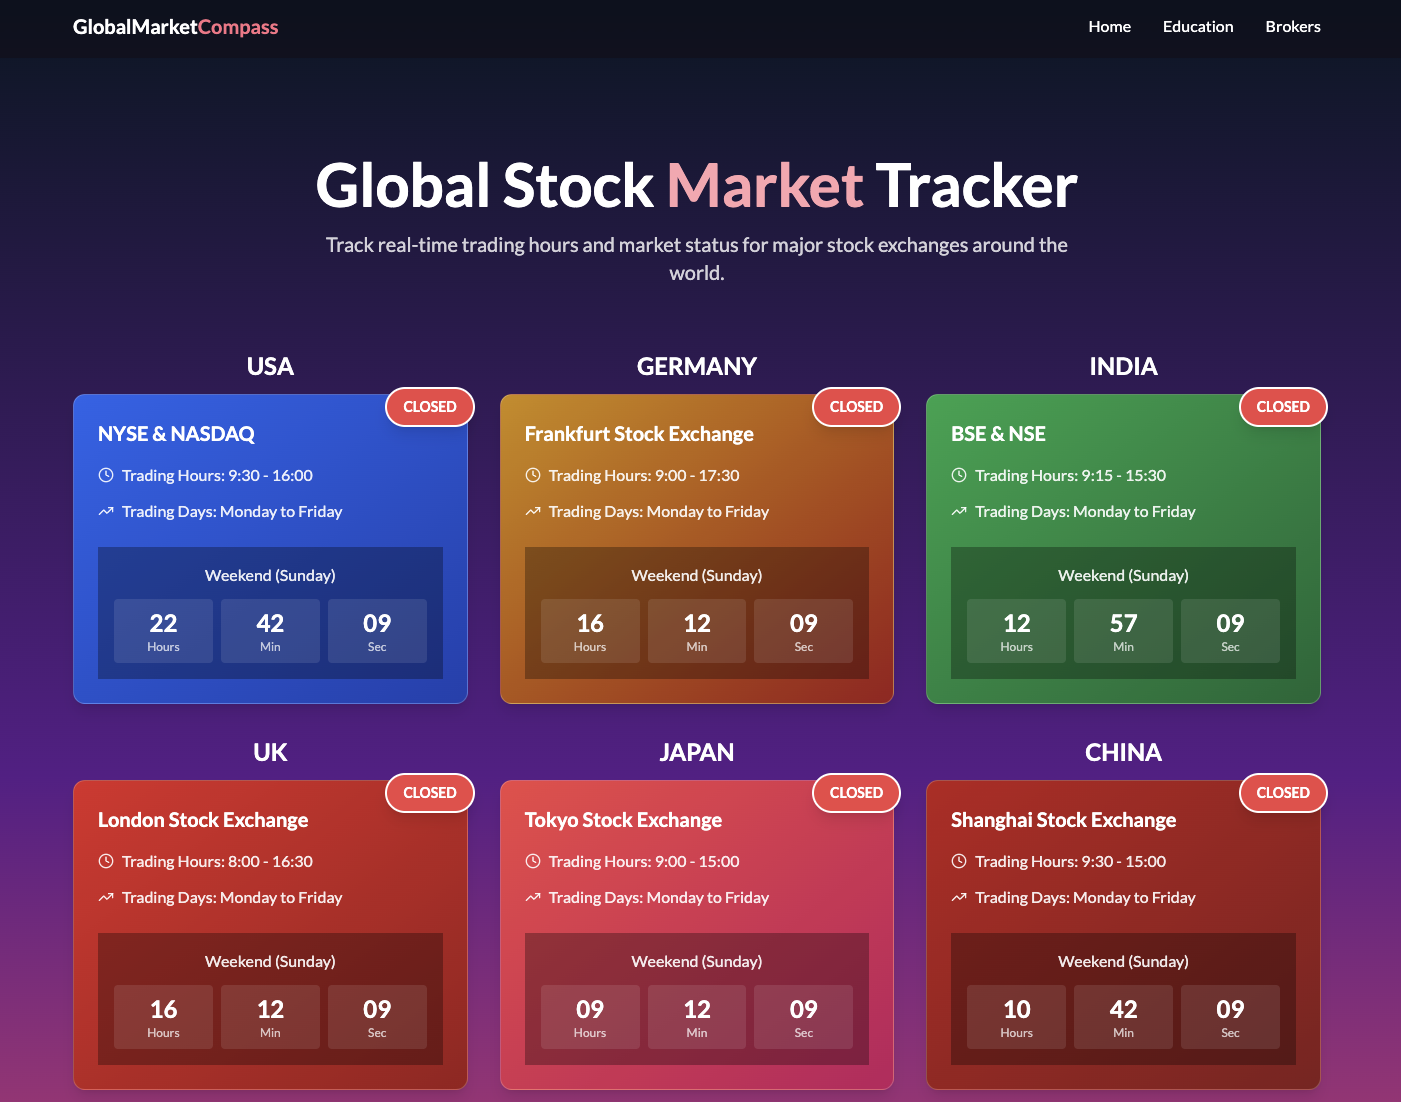 GlobalMarketCompass
Home Education Brokers
Global Stock Market Tracker
Track real-time trading hours and market status for major stock exchanges around the
world.
USA
CLOSED
NYSE & NASDAQ
Trading Hours: 9:30 - 16:00
Trading Days: Monday to Friday
Weekend (Sunday)
22 42 09
Hours Min Sec
GERMANY
CLOSED
Frankfurt Stock Exchange
Trading Hours: 9:00 - 17:30
Trading Days: Monday to Friday
Weekend (Sunday)
16 12 09
Hours Min Sec
INDIA
CLOSED
BSE & NSE
Trading Hours: 9:15 - 15:30
Trading Days: Monday to Friday
Weekend (Sunday)
12 57 09
Hours Min Sec
UK
CLOSED
London Stock Exchange
Trading Hours: 8:00 - 16:30
Trading Days: Monday to Friday
Weekend (Sunday)
16 12 09
Hours Min Sec
JAPAN
CLOSED
Tokyo Stock Exchange
Trading Hours: 9:00 - 15:00
Trading Days: Monday to Friday
Weekend (Sunday)
09 12 09
Hours Min Sec
CHINA
CLOSED
Shanghai Stock Exchange
Trading Hours: 9:30 - 15:00
Trading Days: Monday to Friday
Weekend (Sunday)
10 42 09
Hours Min Sec